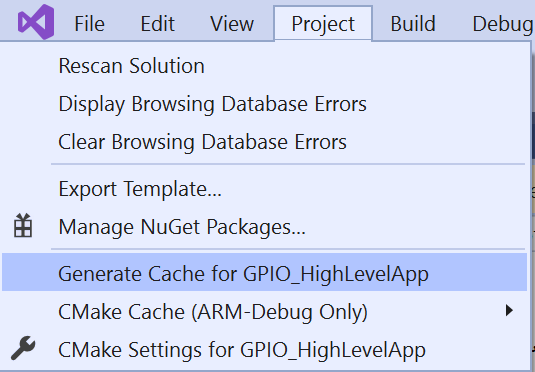 File Edit View Project Build Debug
Rescan Solution
Display Browsing Database Errors
Clear Browsing Database Errors
Export Template...
Manage NuGet Packages...
Generate Cache for GPIO_HighLevelApp
CMake Cache (ARM-Debug Only)
CMake Settings for GPIO_HighLevelApp